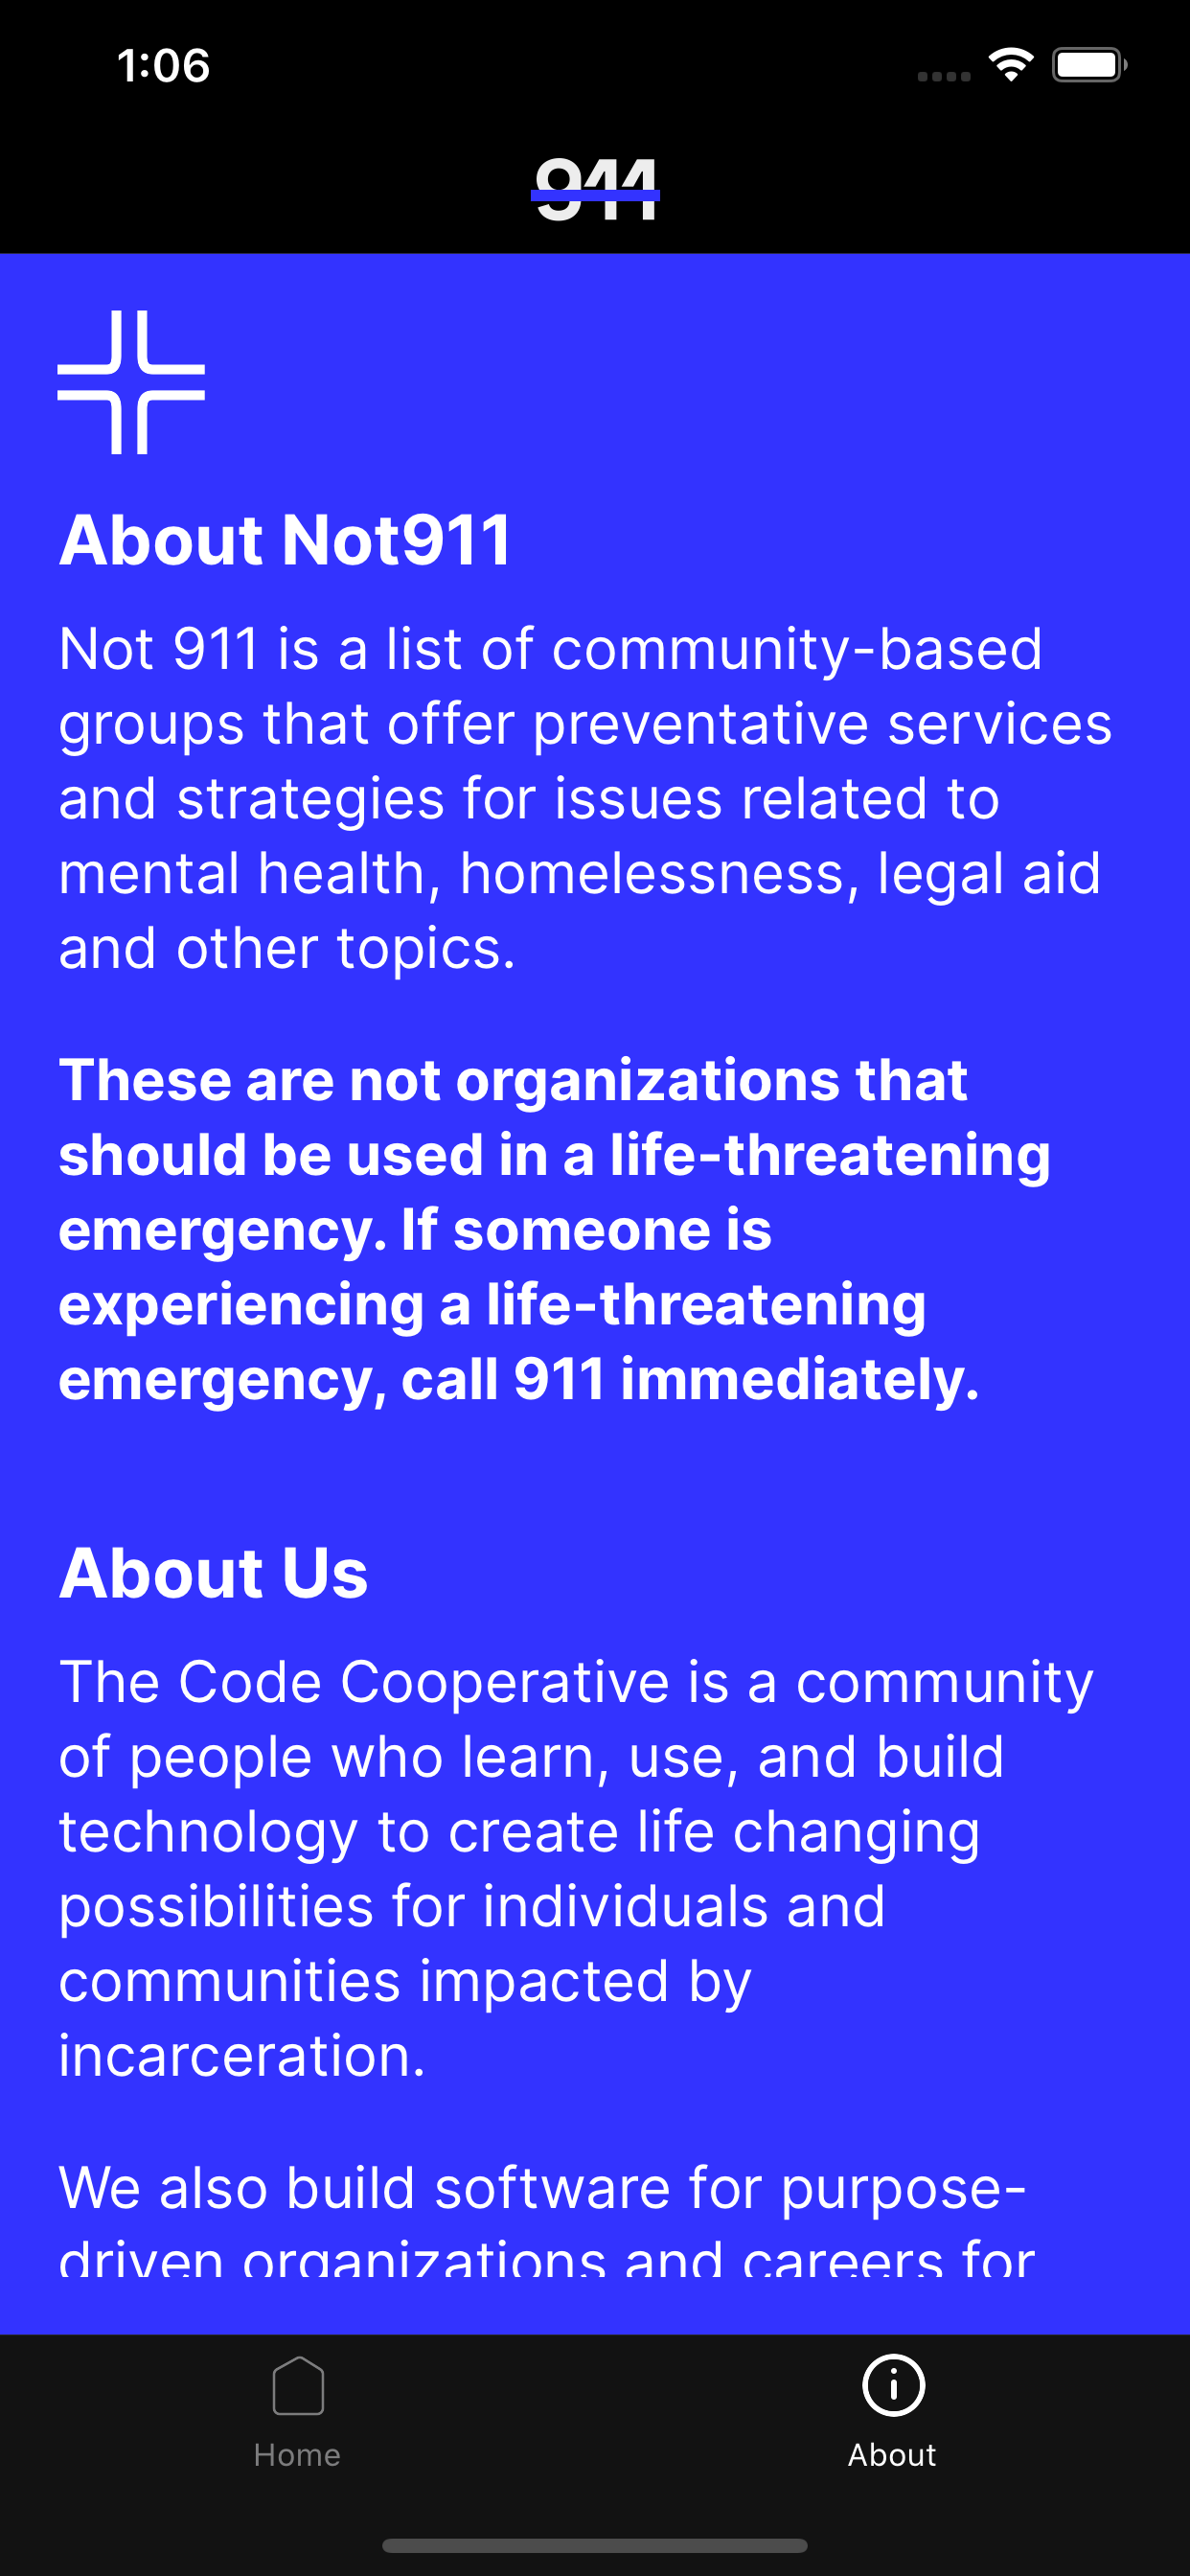 1:06
911
About Not911
Not 911 is a list of community-based
groups that offer preventative services
and strategies for issues related to
mental health, homelessness, legal aid
and other topics.
These are not organizations that
should be used in a life-threatening
emergency. If someone is
experiencing a life-threatening
emergency, call 911 immediately.
About Us
The Code Cooperative is a community
of people who learn, use, and build
technology to create life changing
possibilities for individuals and
communities impacted by
incarceration.
We also build software for purpose-
driven organizations and careers for
Home
About